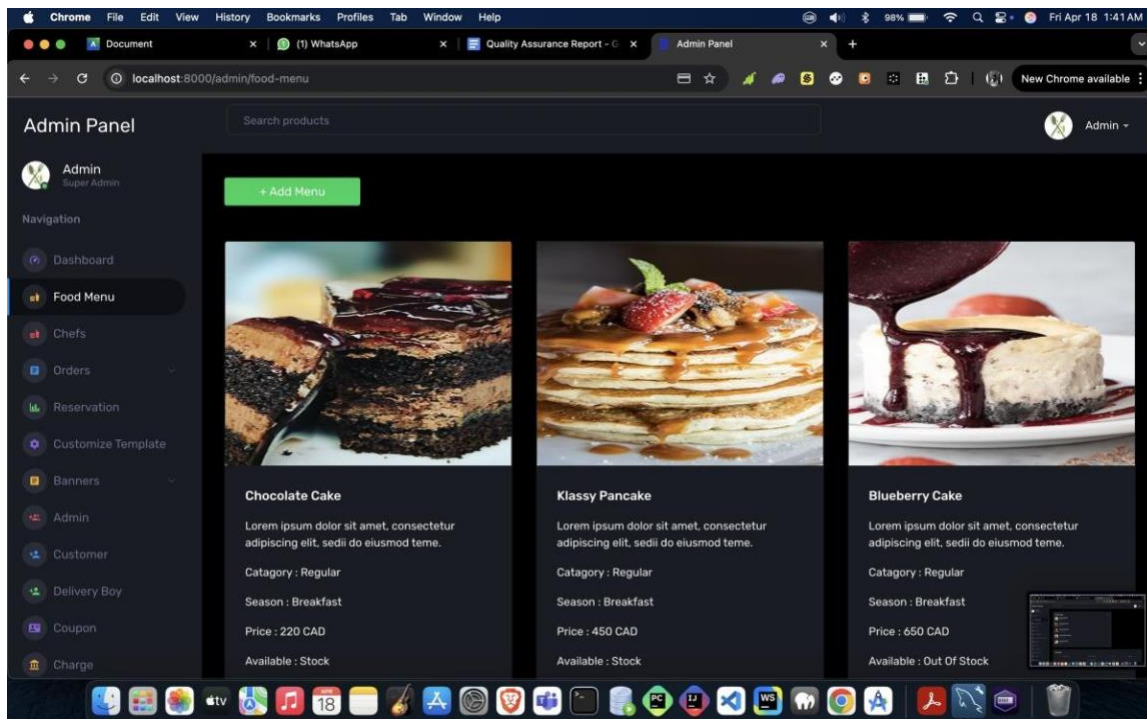 Chrome File Edit View History Bookmarks Profiles Tab Window Help 98% Fri Apr 18 1:41 AM
Document (1) WhatsApp Quality Assurance Report - G Admin Panel
localhost:8000/admin/food-menu New Chrome available
Admin Panel Search products Admin
Admin
Super Admin
+ Add Menu
Navigation
Dashboard
Food Menu
Chefs
Orders
Reservation
Customize Template
Banners
Admin
Customer
Delivery Boy
Coupon
Charge
Chocolate Cake
Lorem ipsum dolor sit amet, consectetur
adipiscing elit, sedii do eiusmod teme.
Catagory : Regular
Season : Breakfast
Price : 220 CAD
Available : Stock
Klassy Pancake
Lorem ipsum dolor sit amet, consectetur
adipiscing elit, sedii do eiusmod teme.
Catagory : Regular
Season : Breakfast
Price : 450 CAD
Available : Stock
Blueberry Cake
Lorem ipsum dolor sit amet, consectetur
adipiscing elit, sedii do eiusmod teme.
Catagory : Regular
Season : Breakfast
Price : 650 CAD
Available : Out Of Stock
tv 18 PC IJ WS